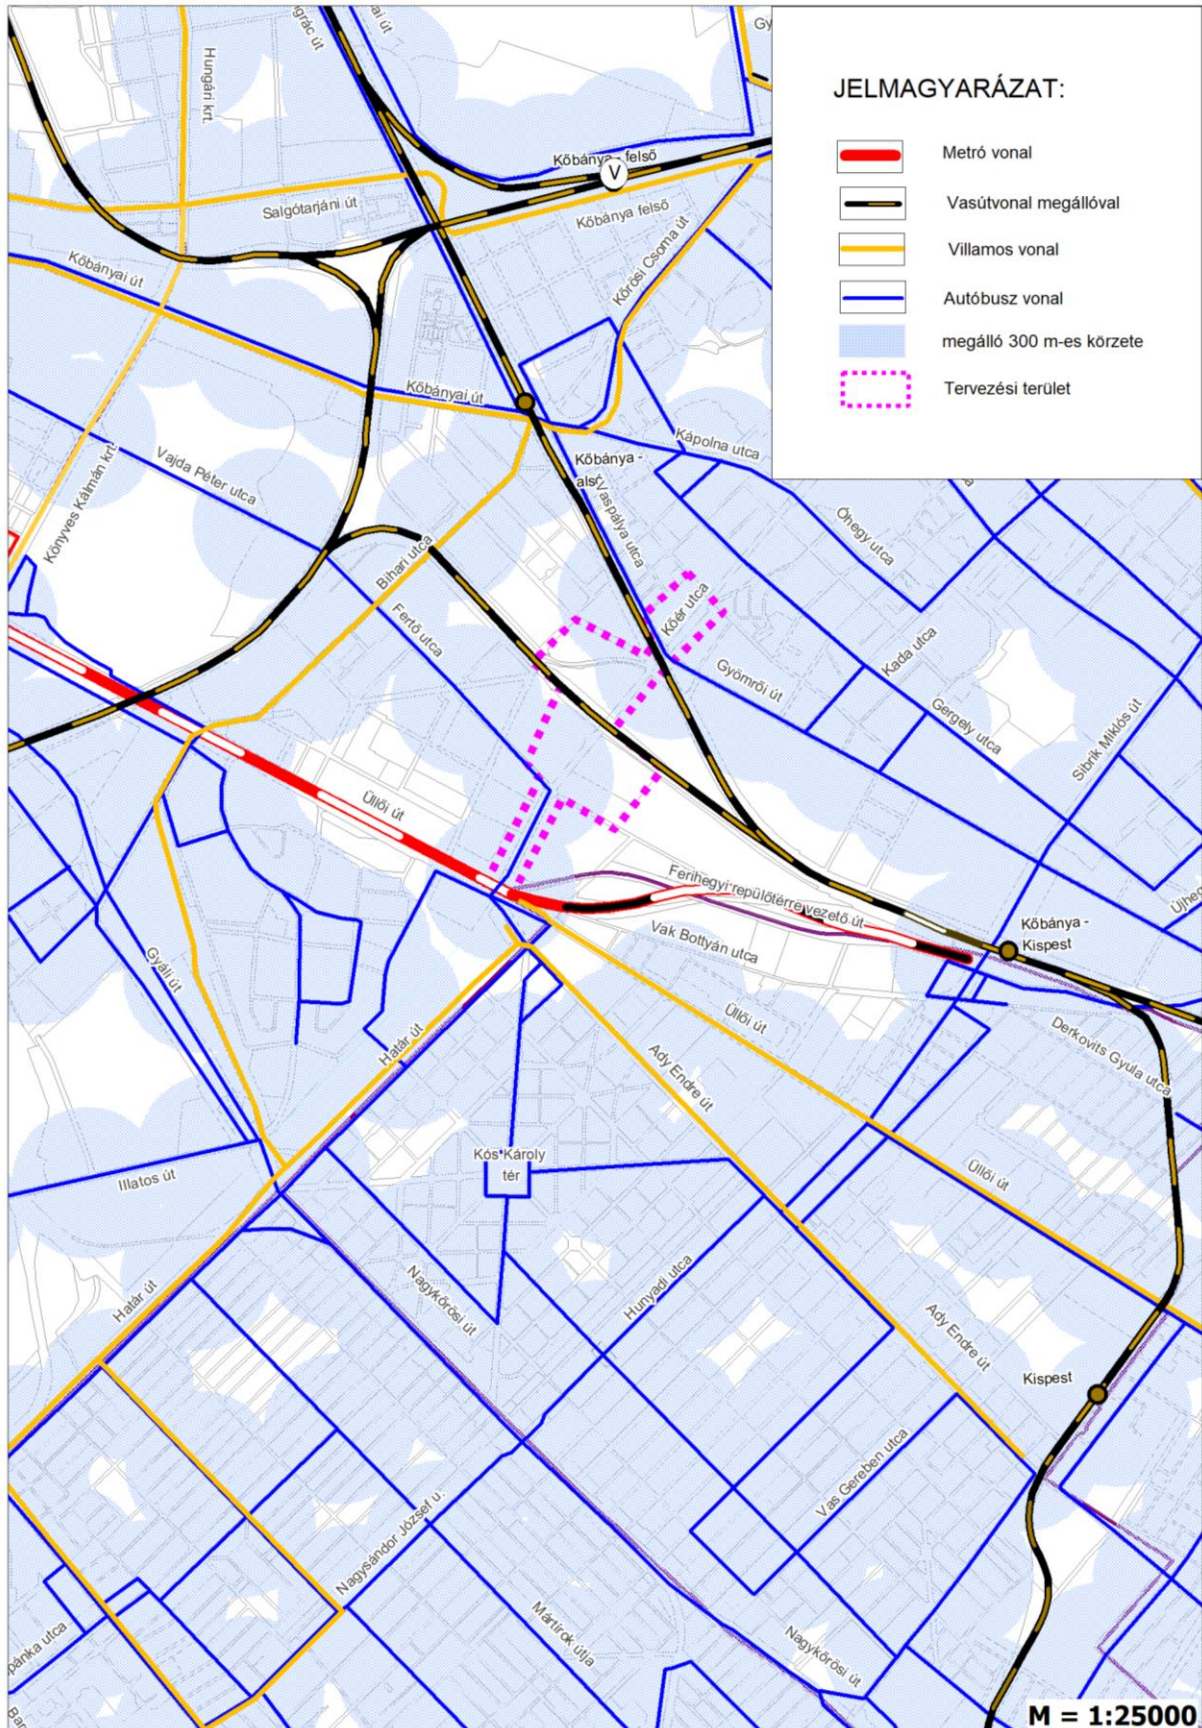 JELMAGYARÁZAT:
Metró vonal
Vasútvonal megállóval
Villamos vonal
Autóbusz vonal
megálló 300 m-es körzete
Tervezési terület
Hungári krt.
Kőbánya - felső
V
Salgótarjáni út
Kőbánya felső
Kőrösi Csoma út
Kőbányai út
Kőbányai út
Kápolna utca
Vajda Péter utca
Könyves Kálmán krt.
Kőbánya -
Vaspálya utca
Óhegy utca
Bihari utca
Fertő utca
Kőér utca
Kada utca
Gyömrői út
Gergely utca
Sibrik Miklós út
Üllői út
Ferihegyi repülőtérre vezető út
Vak Bottyán utca
Kőbánya -
Kispest
Gyáli út
Üllői út
Határ út
Ady Endre út
Derkovits Gyula utca
Kós Károly
tér
Illatos út
Üllői út
Határ út
Nagykőrösi út
Hunyadi utca
Ady Endre út
Kispest
Vas Gereben utca
Nagysándor József u.
Mártírok útja
Nagykőrösi út
M = 1:25000